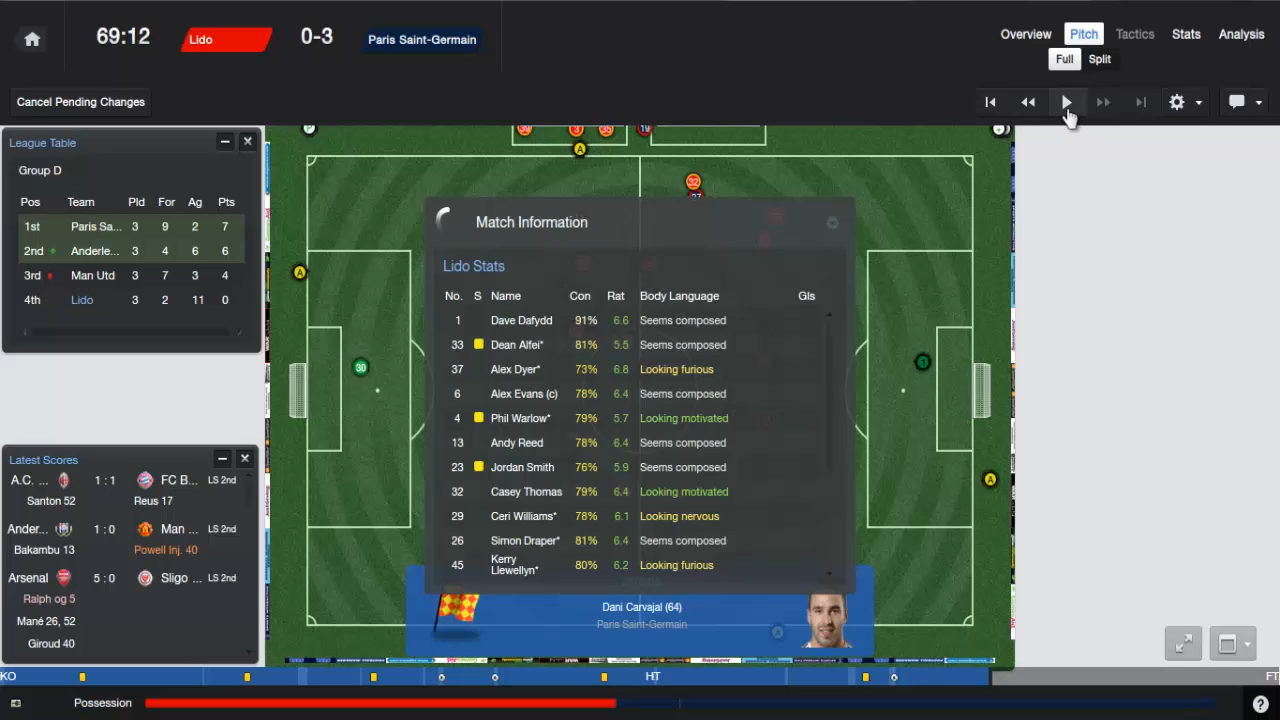 69:12 Lido 0-3 Paris Saint-Germain
Overview Pitch Tactics Stats Analysis
Full Split
Cancel Pending Changes
League Table
Group D
Pos Team Pld For Ag Pts
1st Paris Sa... 3 9 2 7
2nd Anderle... 3 4 6 6
3rd Man Utd 3 7 3 4
4th Lido 3 2 11 0
Latest Scores
A.C. ... 1 : 1 FC B... LS 2nd
Santon 52 Reus 17
Ander... 1 : 0 Man ... LS 2nd
Bakambu 13 Powell Inj. 40
Arsenal 5 : 0 Sligo ... LS 2nd
Ralph og 5
Mané 26, 52
Giroud 40
P
39 3 35 19
A
32
A
30
1
A
A
Match Information
Lido Stats
No. S Name Con Rat Body Language Gls
1 Dave Dafydd 91% 6.6 Seems composed
33 Dean Alfei* 81% 5.5 Seems composed
37 Alex Dyer* 73% 6.8 Looking furious
6 Alex Evans (c) 78% 6.4 Seems composed
4 Phil Warlow* 79% 5.7 Looking motivated
13 Andy Reed 78% 6.4 Seems composed
23 Jordan Smith 76% 5.9 Seems composed
32 Casey Thomas 79% 6.4 Looking motivated
29 Ceri Williams* 78% 6.1 Looking nervous
26 Simon Draper* 81% 6.4 Seems composed
45 Kerry Llewellyn* 80% 6.2 Looking furious
Dani Carvajal (64)
Paris Saint-Germain
KO HT FT
Possession
?